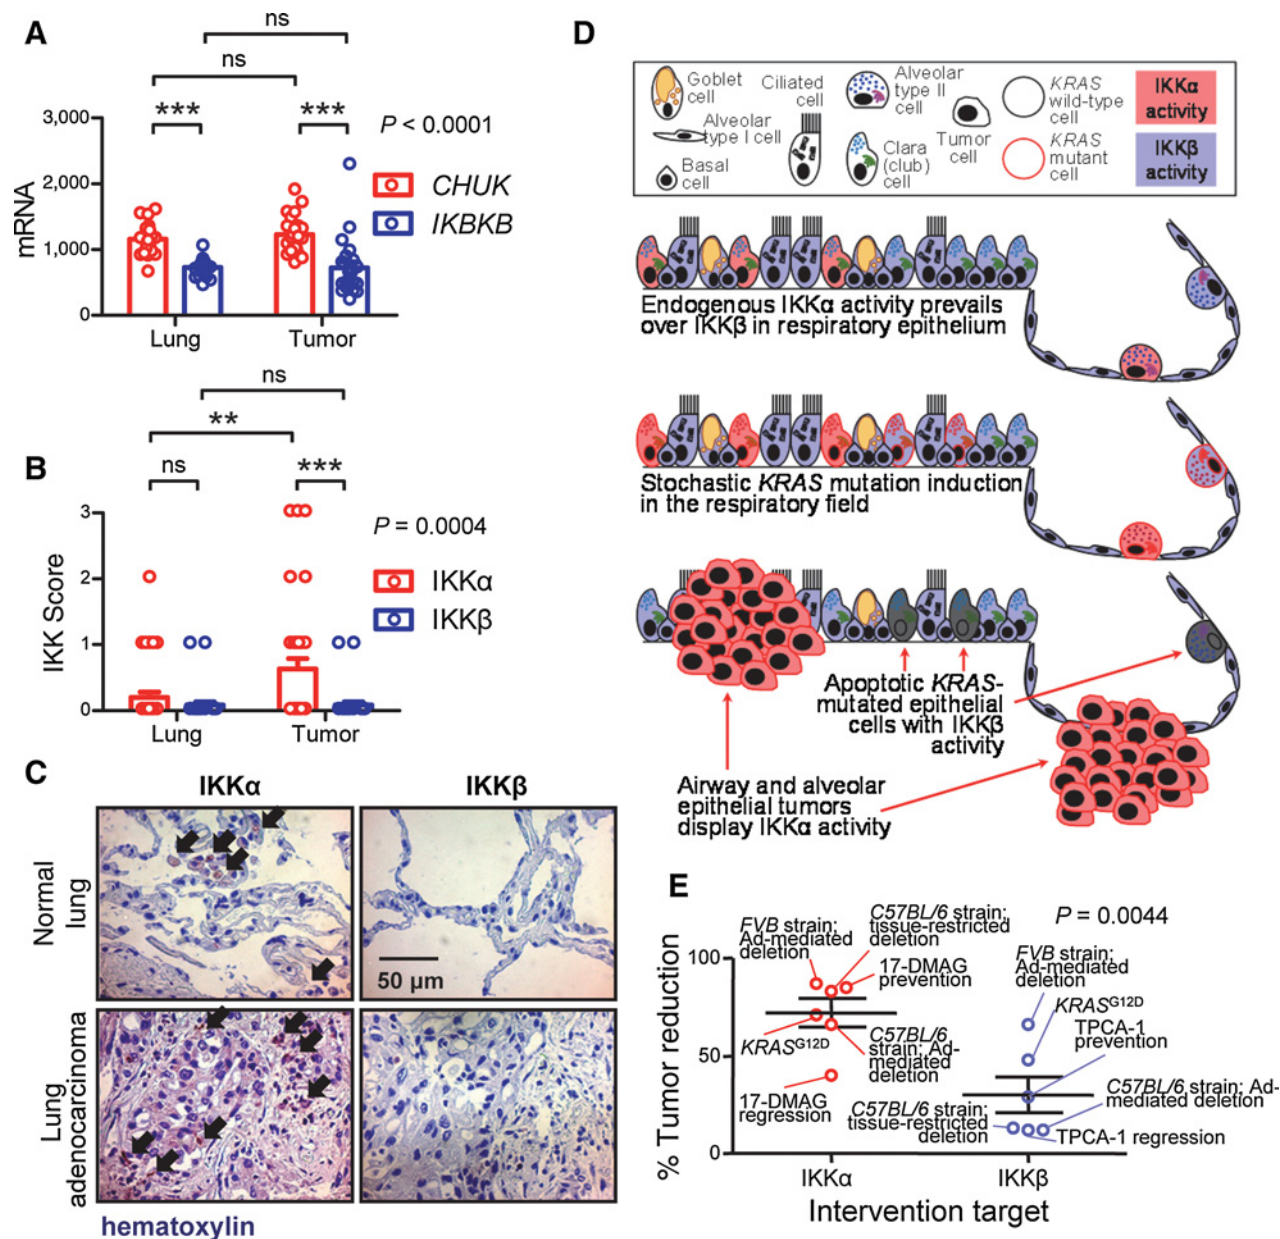 A
ns
ns
***
***
P < 0.0001
3,000
2,000
1,000
0
mRNA
CHUK
IKBKB
Lung
Tumor
B
ns
**
ns
***
P = 0.0004
3
2
1
0
IKK Score
IKKα
IKKβ
Lung
Tumor
C
IKKα
IKKβ
Normal
lung
50 µm
Lung
adenocarcinoma
hematoxylin
D
Goblet
cell
Ciliated
cell
Alveolar
type II
cell
KRAS
wild-type
cell
IKKα
activity
Alveolar
type I cell
Basal
cell
Clara
(club)
cell
Tumor
cell
KRAS
mutant
cell
IKKβ
activity
Endogenous IKKα activity prevails
over IKKβ in respiratory epithelium
Stochastic KRAS mutation induction
in the respiratory field
Apoptotic KRAS-
mutated epithelial
cells with IKKβ
activity
Airway and alveolar
epithelial tumors
display IKKα activity
E
% Tumor reduction
100
50
0
FVB strain;
Ad-mediated
deletion
C57BL/6 strain;
tissue-restricted
deletion
17-DMAG
prevention
KRASG12D
C57BL/6
strain; Ad-
mediated
deletion
17-DMAG
regression
P = 0.0044
FVB strain;
Ad-mediated
deletion
KRASG12D
TPCA-1
prevention
C57BL/6 strain; Ad-
mediated deletion
C57BL/6 strain;
tissue-restricted
deletion
TPCA-1 regression
IKKα
IKKβ
Intervention target